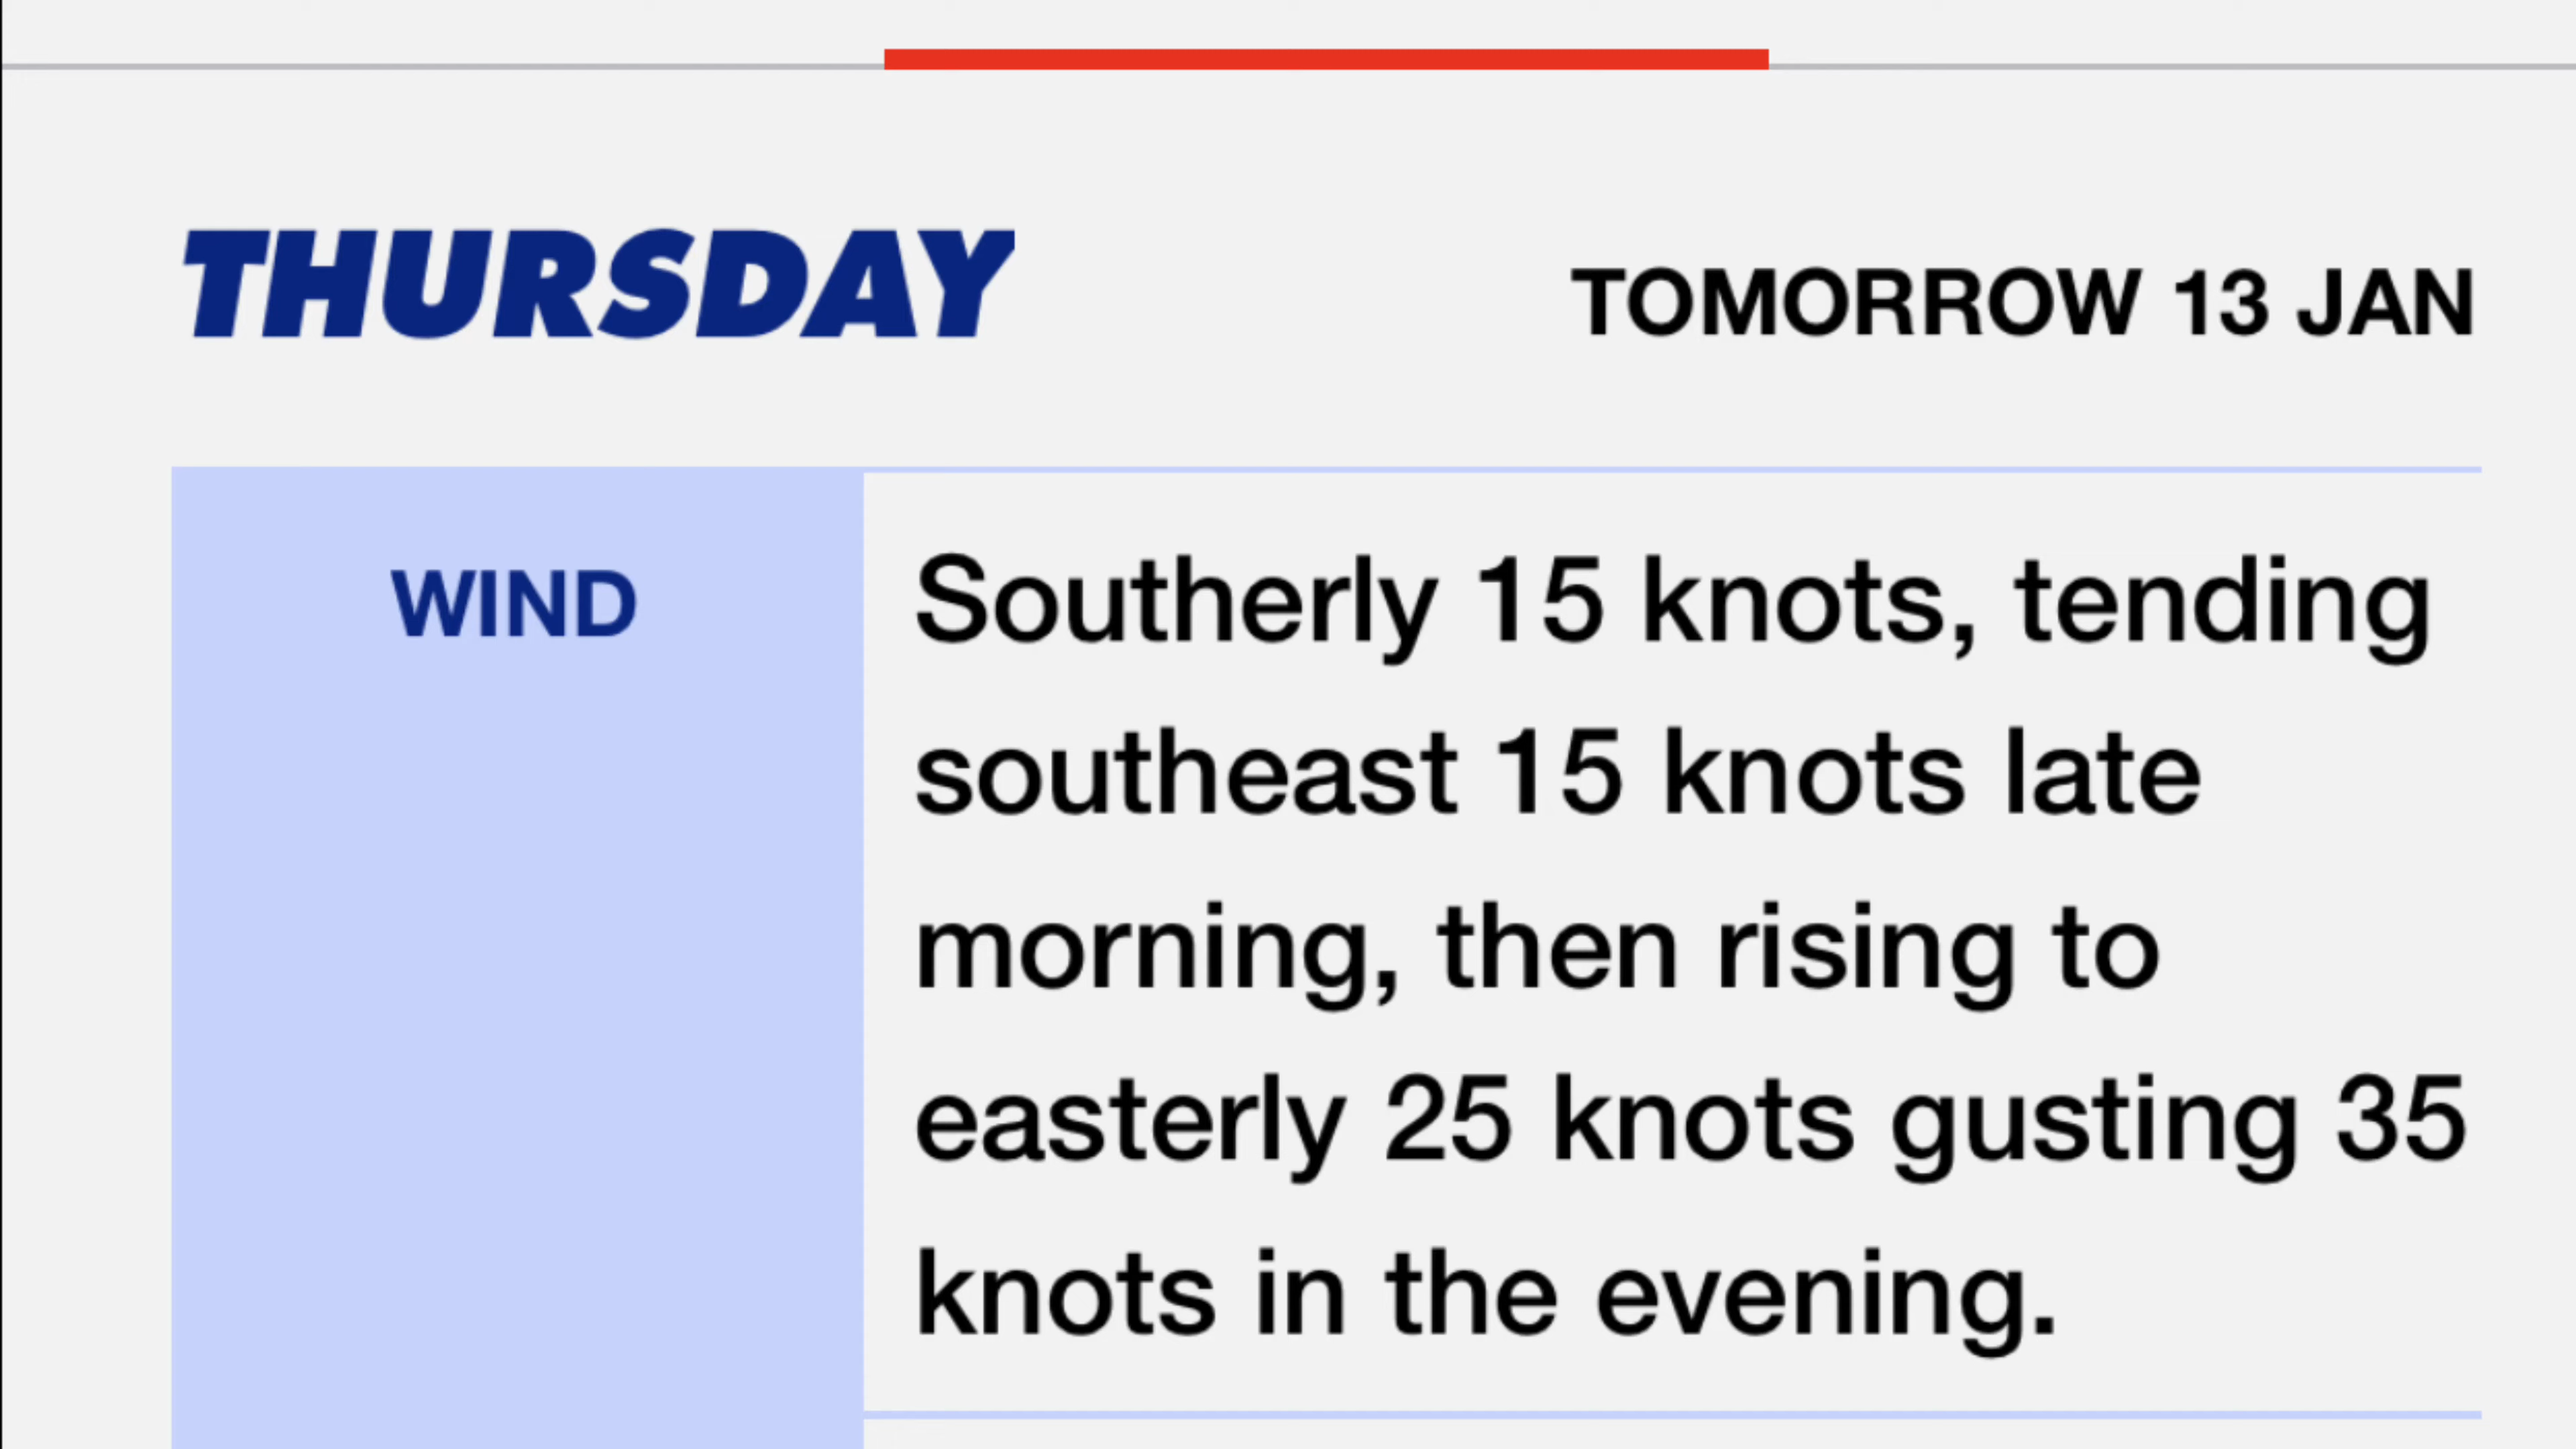 THURSDAY
TOMORROW 13 JAN
WIND
Southerly 15 knots, tending
southeast 15 knots late
morning, then rising to
easterly 25 knots gusting 35
knots in the evening.